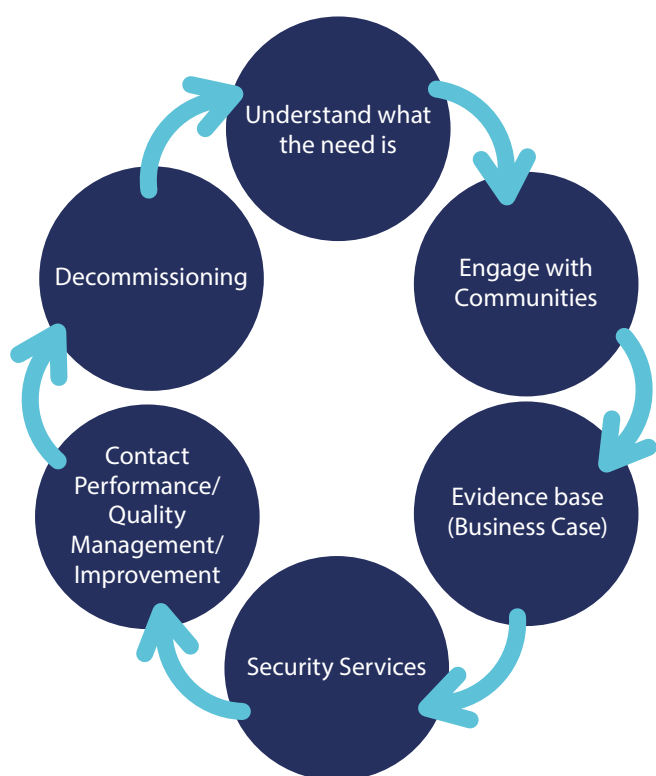 Understand what
the need is
Engage with
Communities
Evidence base
(Business Case)
Security Services
Contact
Performance/
Quality
Management/
Improvement
Decommissioning